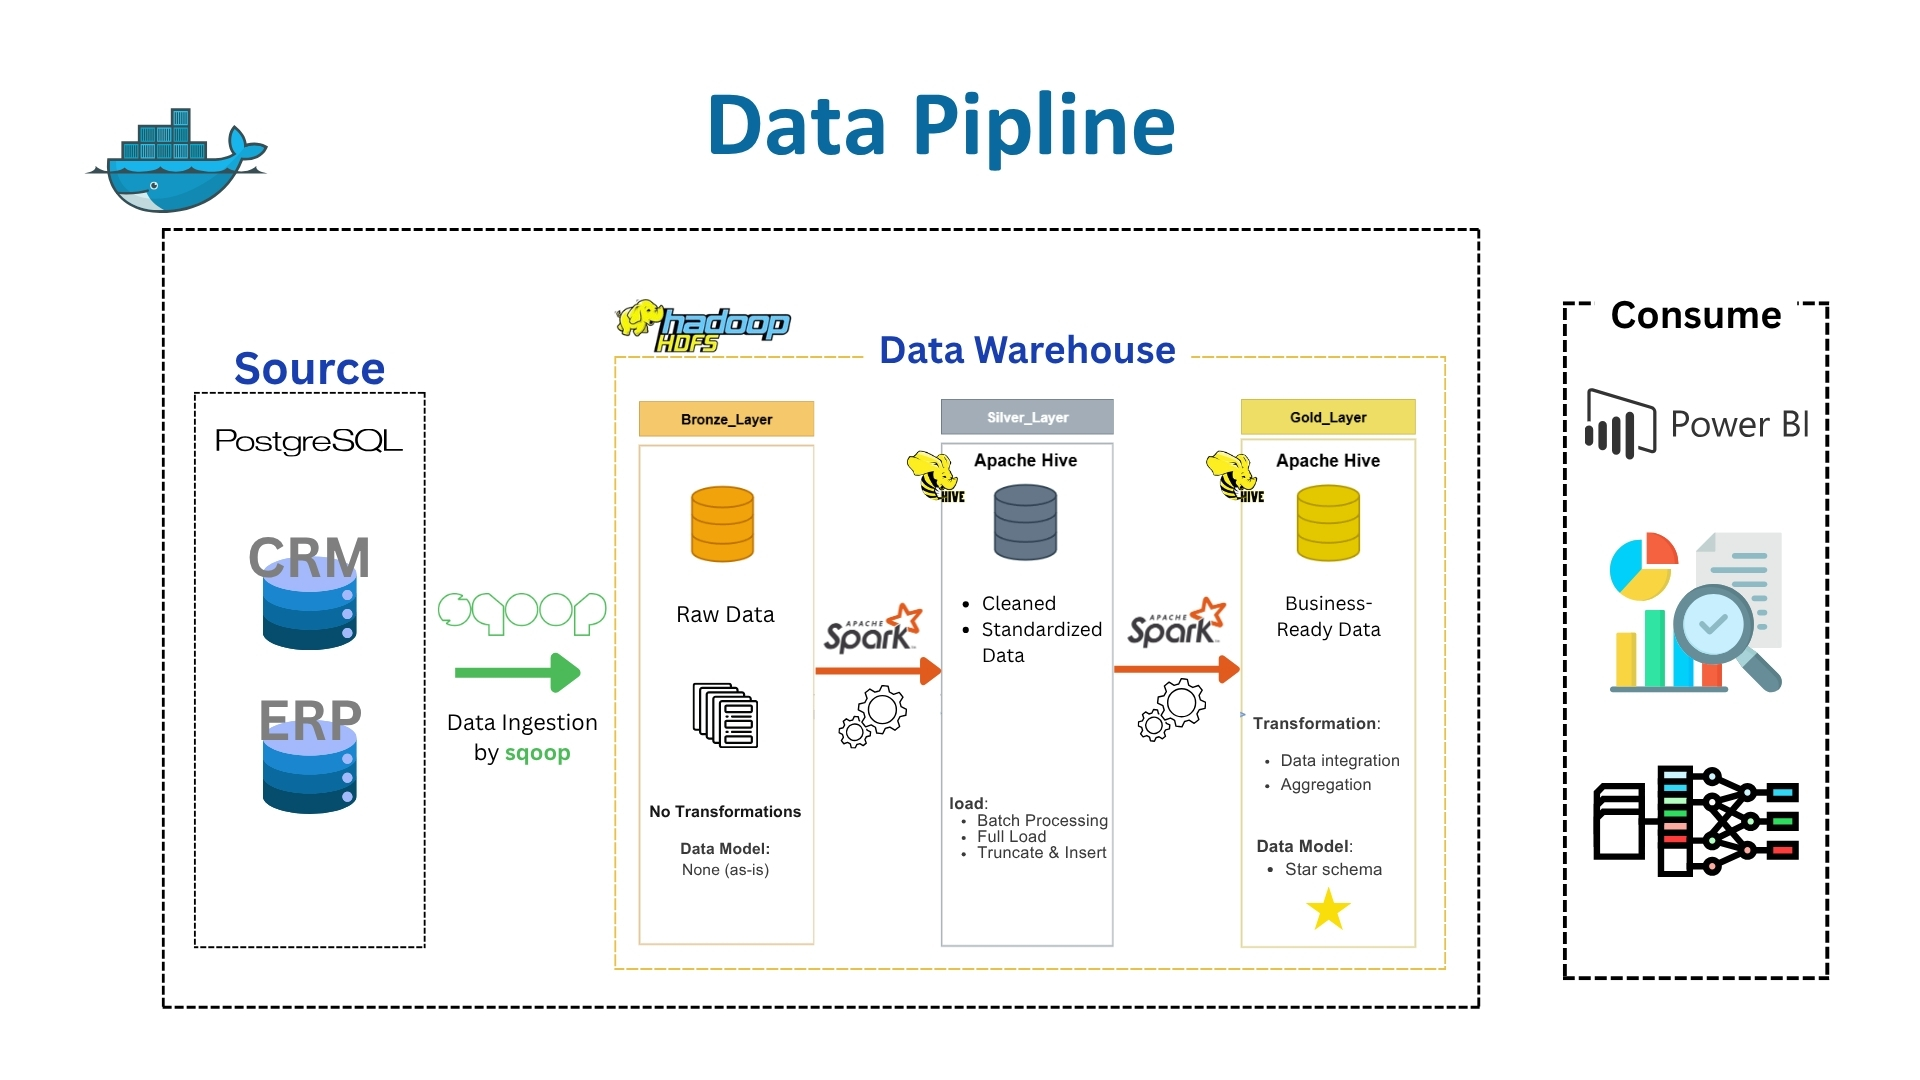 Data Pipline
hadoop
HDFS
Data Warehouse
Consume
Source
PostgreSQL
CRM
ERP
sqoop
Data Ingestion
by sqoop
Bronze_Layer
Raw Data
No Transformations
Data Model:
None (as-is)
APACHE
Spark
Silver_Layer
Apache Hive
HIVE
• Cleaned
• Standardized
Data
load:
• Batch Processing
• Full Load
• Truncate & Insert
APACHE
Spark
Gold_Layer
Apache Hive
HIVE
Business-
Ready Data
Transformation:
• Data integration
• Aggregation
Data Model:
• Star schema
Power BI